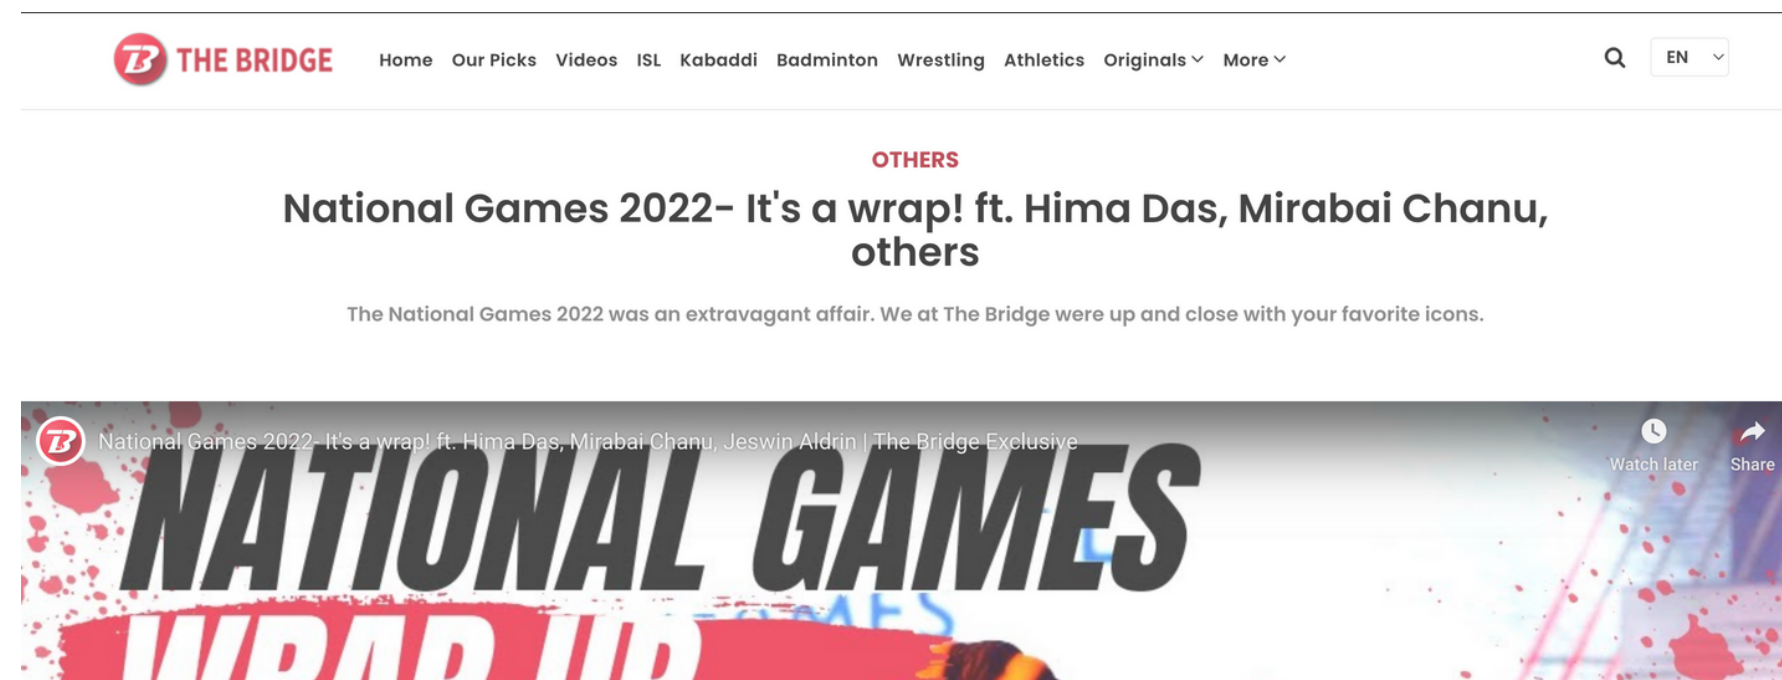 THE BRIDGE
Home Our Picks Videos ISL Kabaddi Badminton Wrestling Athletics Originals More
EN
OTHERS
National Games 2022- It's a wrap! ft. Hima Das, Mirabai Chanu,
others
The National Games 2022 was an extravagant affair. We at The Bridge were up and close with your favorite icons.
National Games 2022- It's a wrap! ft. Hima Das, Mirabai Chanu, Jeswin Aldrin | The Bridge Exclusive
Watch later Share
NATIONAL GAMES
WRAP UP